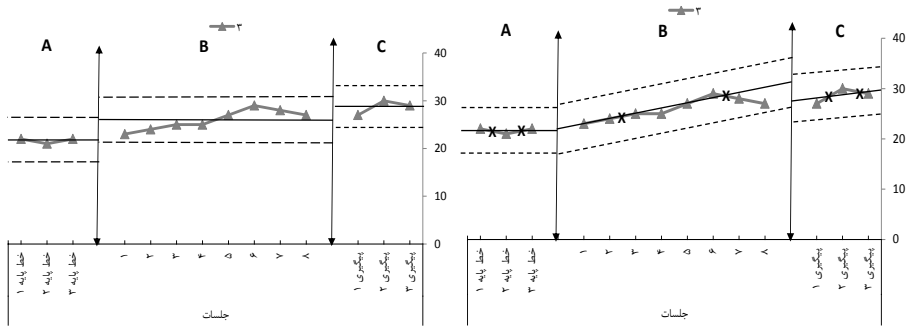 ۳
A B C
40
30
20
10
0
خط پایه ۱
خط پایه ۲
خط پایه ۳
۱
۲
۳
۴
۵
۶
۷
۸
پیگیری ۱
پیگیری ۲
پیگیری ۳
جلسات
۳
A B C
40
30
20
10
0
X X X X X X
خط پایه ۱
خط پایه ۲
خط پایه ۳
۱
۲
۳
۴
۵
۶
۷
۸
پیگیری ۱
پیگیری ۲
پیگیری ۳
جلسات